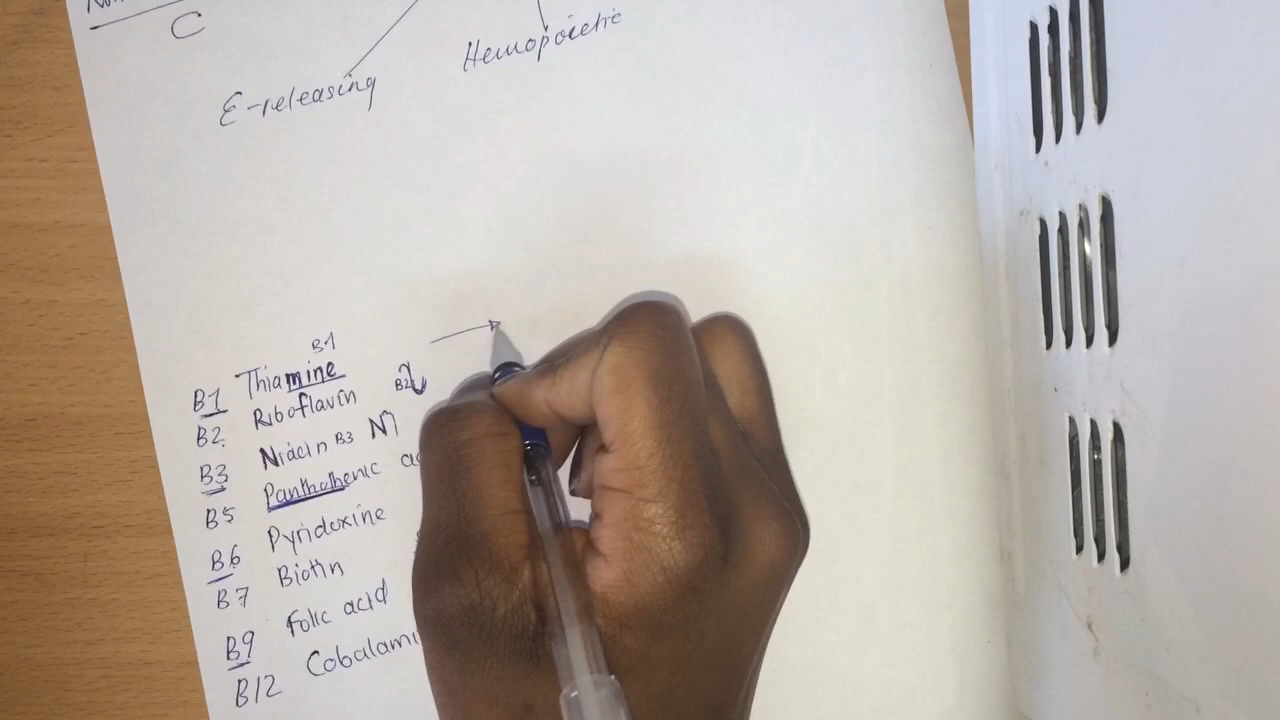 C
E-releasing
Hemopoietic
B1
B1 Thiamine
B2 Riboflavin B2
B3 Niacin B3 N
B5 Panthothenic
B6 Pyridoxine
B7 Biotin
B9 Folic acid
B12